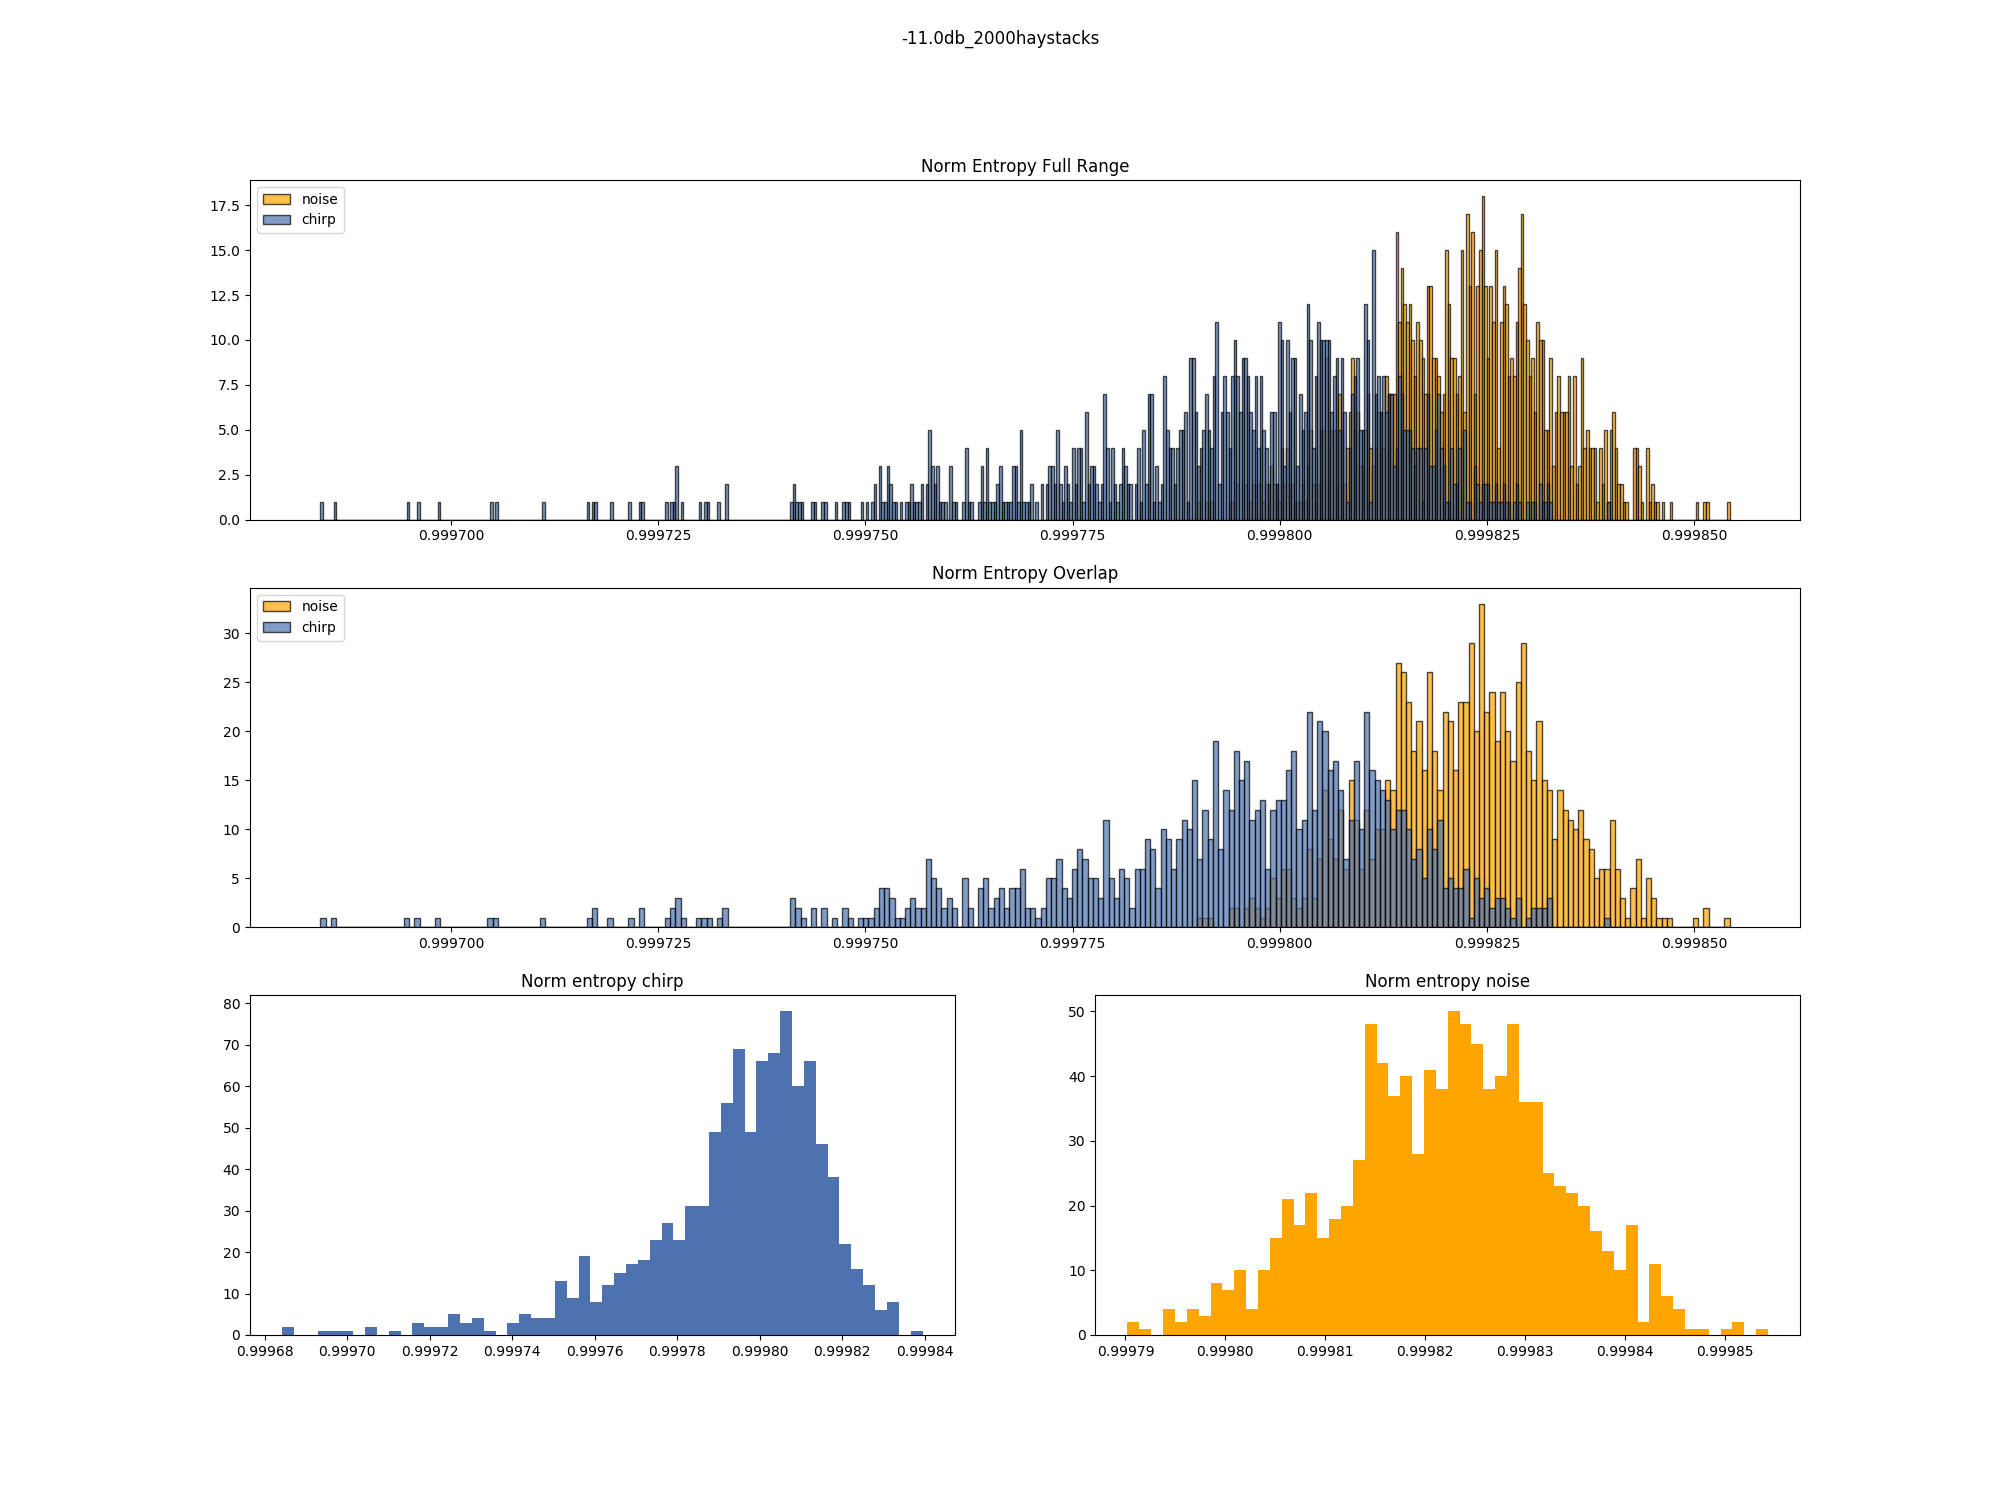 -11.0db_2000haystacks
Norm Entropy Full Range
noise
chirp
17.5
15.0
12.5
10.0
7.5
5.0
2.5
0.0
0.999700 0.999725 0.999750 0.999775 0.999800 0.999825 0.999850
Norm Entropy Overlap
noise
chirp
30
25
20
15
10
5
0
0.999700 0.999725 0.999750 0.999775 0.999800 0.999825 0.999850
Norm entropy chirp
80
70
60
50
40
30
20
10
0
0.99968 0.99970 0.99972 0.99974 0.99976 0.99978 0.99980 0.99982 0.99984
Norm entropy noise
50
40
30
20
10
0
0.99979 0.99980 0.99981 0.99982 0.99983 0.99984 0.99985